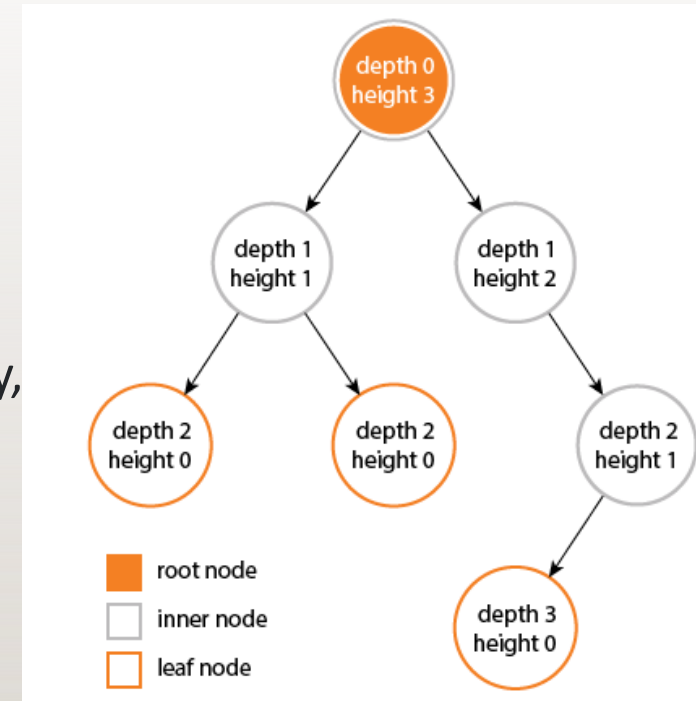 depth 0
height 3
depth 1
height 1
depth 1
height 2
y,
depth 2
height 0
depth 2
height 0
depth 2
height 1
root node
inner node
leaf node
depth 3
height 0